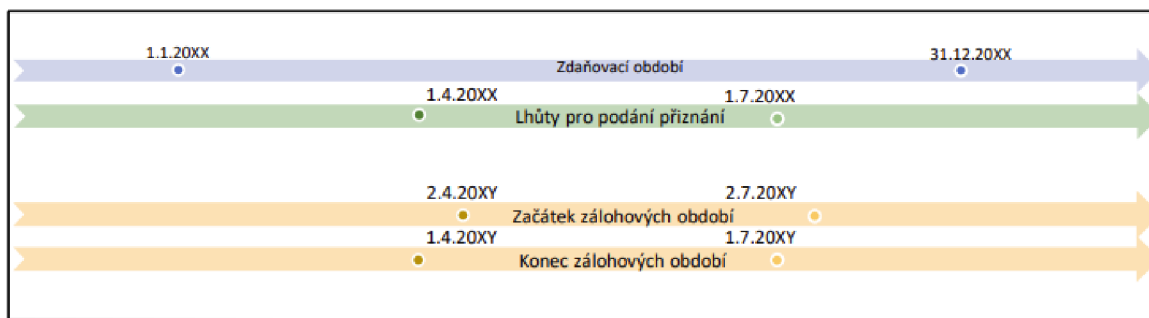 1.1.20XX
31.12.20XX
Zdaňovací období
1.4.20XX
1.7.20XX
Lhůty pro podání přiznání
2.4.20XY
2.7.20XY
Začátek zálohových období
1.4.20XY
1.7.20XY
Konec zálohových období